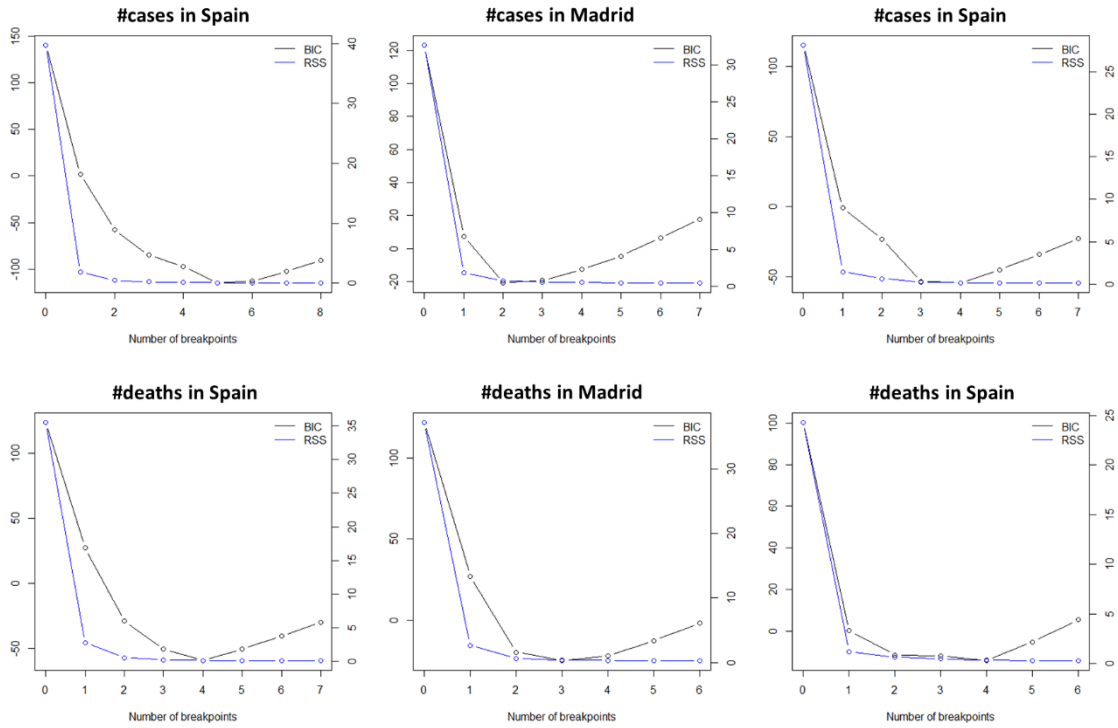 #cases in Spain
150
100
50
0
-50
-100
40
30
20
10
0
BIC
RSS
0 2 4 6 8
Number of breakpoints
#cases in Madrid
120
100
80
60
40
20
0
-20
30
25
20
15
10
5
0
BIC
RSS
0 1 2 3 4 5 6 7
Number of breakpoints
#cases in Spain
100
50
0
-50
25
20
15
10
5
0
BIC
RSS
0 1 2 3 4 5 6 7
Number of breakpoints
#deaths in Spain
100
50
0
-50
35
30
25
20
15
10
5
0
BIC
RSS
0 1 2 3 4 5 6 7
Number of breakpoints
#deaths in Madrid
100
50
0
30
20
10
0
BIC
RSS
0 1 2 3 4 5 6
Number of breakpoints
#deaths in Spain
100
80
60
40
20
0
25
20
15
10
5
0
BIC
RSS
0 1 2 3 4 5 6
Number of breakpoints